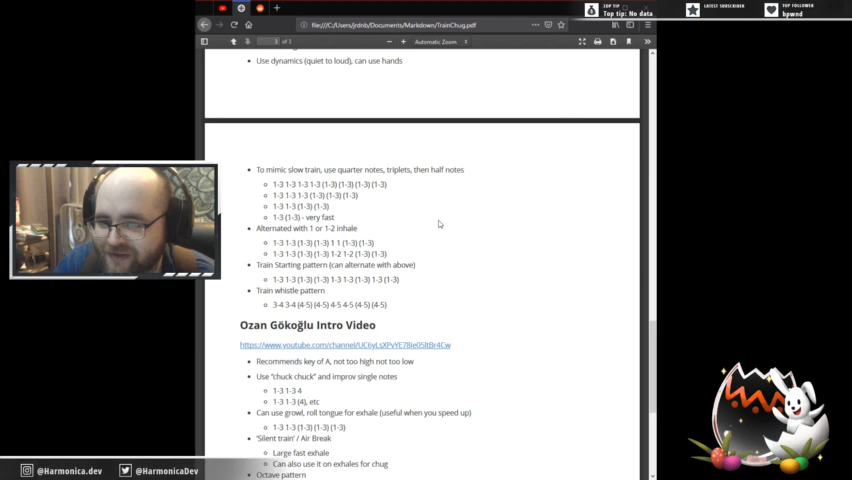 TOP TIP
Top tip: No data
LATEST SUBSCRIBER
TOP FOLLOWER
bpwnd
file:///C:/Users/jrdnb/Documents/Markdown/TrainChug.pdf
Automatic Zoom
• Use dynamics (quiet to loud), can use hands
• To mimic slow train, use quarter notes, triplets, then half notes
○ 1-3 1-3 1-3 1-3 (1-3) (1-3) (1-3) (1-3)
○ 1-3 1-3 1-3 (1-3) (1-3) (1-3)
○ 1-3 1-3 (1-3) (1-3)
○ 1-3 (1-3) - very fast
• Alternated with 1 or 1-2 inhale
○ 1-3 1-3 (1-3) (1-3) 1 1 (1-3) (1-3)
○ 1-3 1-3 (1-3) (1-3) 1-2 1-2 (1-3) (1-3)
• Train Starting pattern (can alternate with above)
○ 1-3 1-3 (1-3) (1-3) 1-3 1-3 (1-3) 1-3 (1-3)
• Train whistle pattern
○ 3-4 3-4 (4-5) (4-5) 4-5 4-5 (4-5) (4-5)
Ozan Gökoğlu Intro Video
• Recommends key of A, not too high not too low
• Use "chuck chuck" and improv single notes
○ 1-3 1-3 4
○ 1-3 1-3 (4), etc
• Can use growl, roll tongue for exhale (useful when you speed up)
○ 1-3 1-3 (1-3) (1-3) (1-3)
• 'Silent train' / Air Break
○ Large fast exhale
○ Can also use it on exhales for chug
• Octave pattern
@Harmonica.dev
@HarmonicaDev